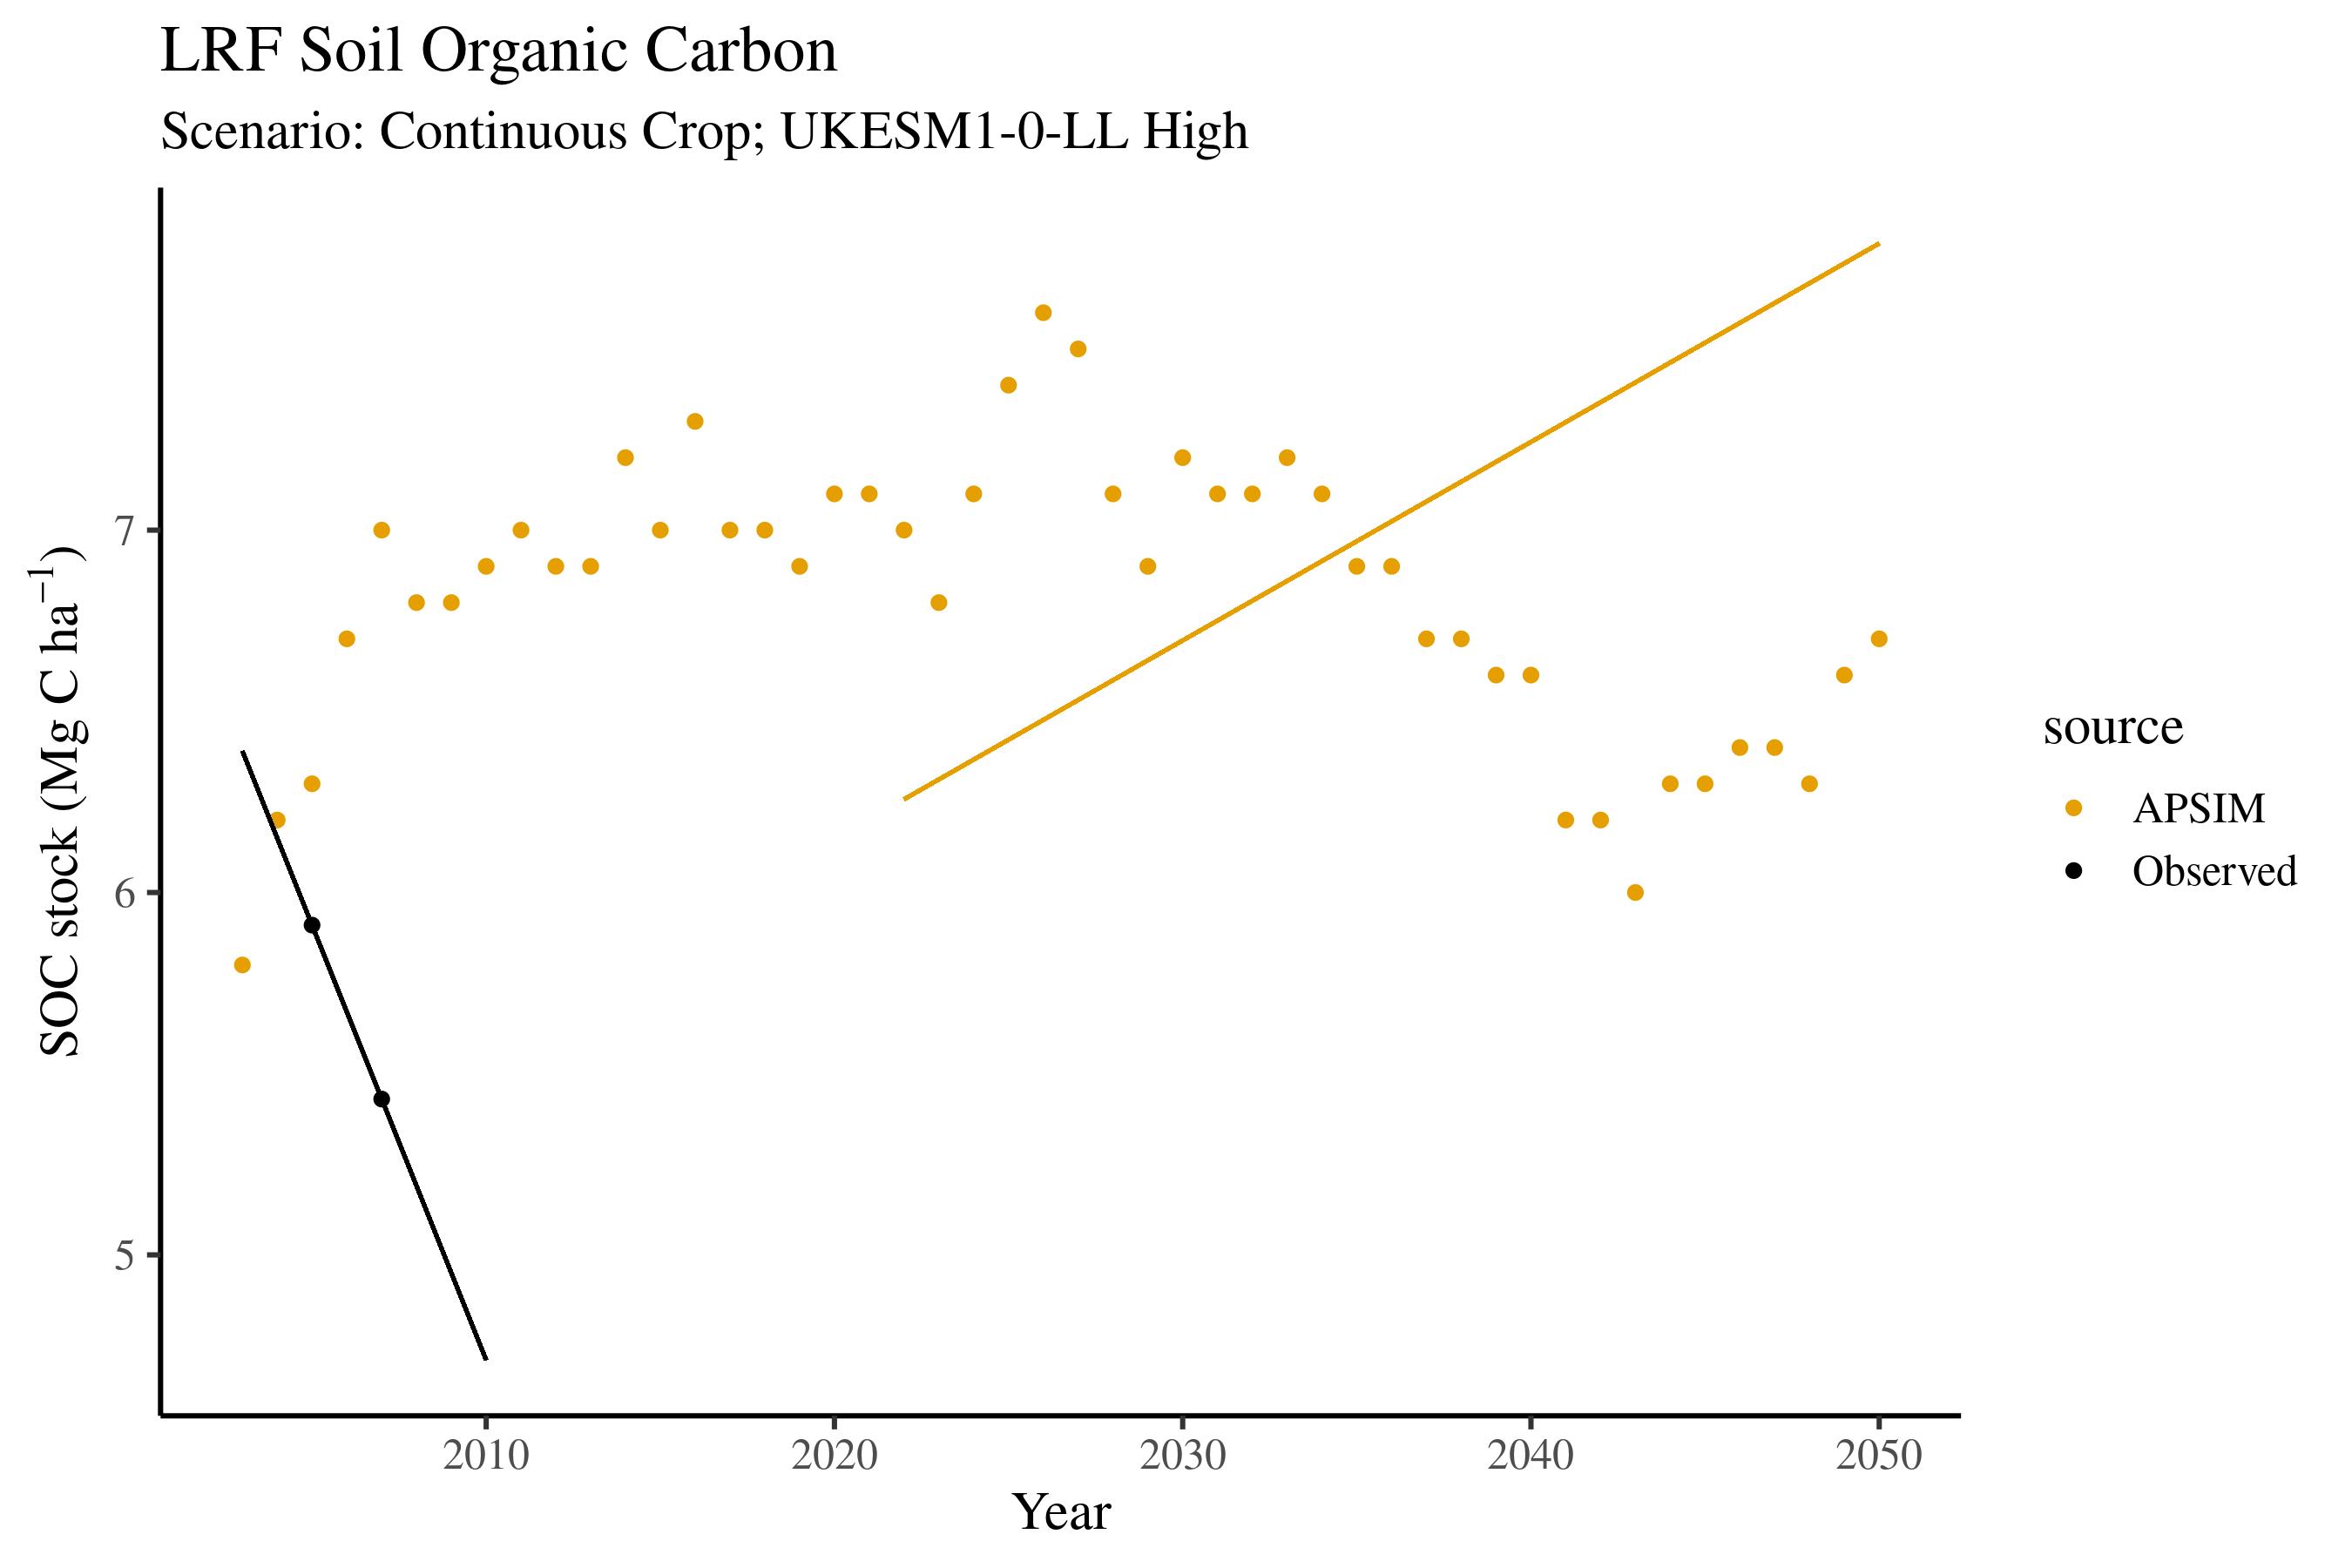 LRF Soil Organic Carbon
Scenario: Continuous Crop; UKESM1-0-LL High
SOC stock (Mg C ha⁻¹)
7
6
5
2010 2020 2030 2040 2050
Year
source
APSIM
Observed